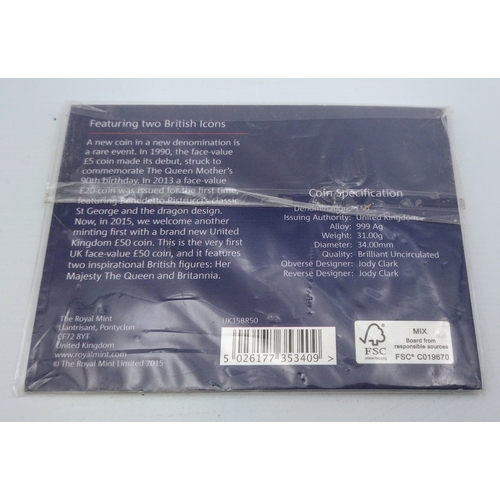 Featuring two British Icons
A new coin in a new denomination is
a rare event. In 1990, the face-value
£5 coin made its debut, struck to
commemorate The Queen Mother's
90th birthday. In 2013 a face-value
£20 coin was issued for the first time,
featuring Benedetto Pistrucci's classic
St George and the dragon design.
Now, in 2015, we welcome another
minting first with a brand new United
Kingdom £50 coin. This is the very first
UK face-value £50 coin, and it features
two inspirational British figures: Her
Majesty The Queen and Britannia.
Coin Specification
Denomination:
Issuing Authority: United Kingdom
Alloy: 999 Ag
Weight: 31.00g
Diameter: 34.00mm
Quality: Brilliant Uncirculated
Obverse Designer: Jody Clark
Reverse Designer: Jody Clark
The Royal Mint
Llantrisant, Pontyclun
CF72 8YT
United Kingdom
www.royalmint.com
© The Royal Mint Limited 2015
UK15BR50
5 026177 353409 >
FSC
www.fsc.org
MIX
Board from
responsible sources
FSC® C019670